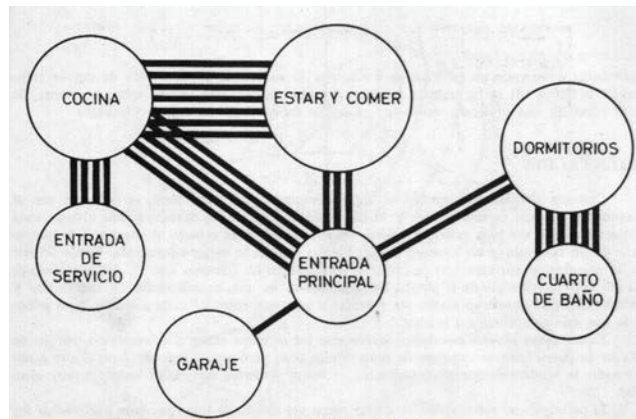 COCINA
ESTAR Y COMER
DORMITORIOS
ENTRADA
DE
SERVICIO
ENTRADA
PRINCIPAL
CUARTO
DE BAÑO
GARAJE